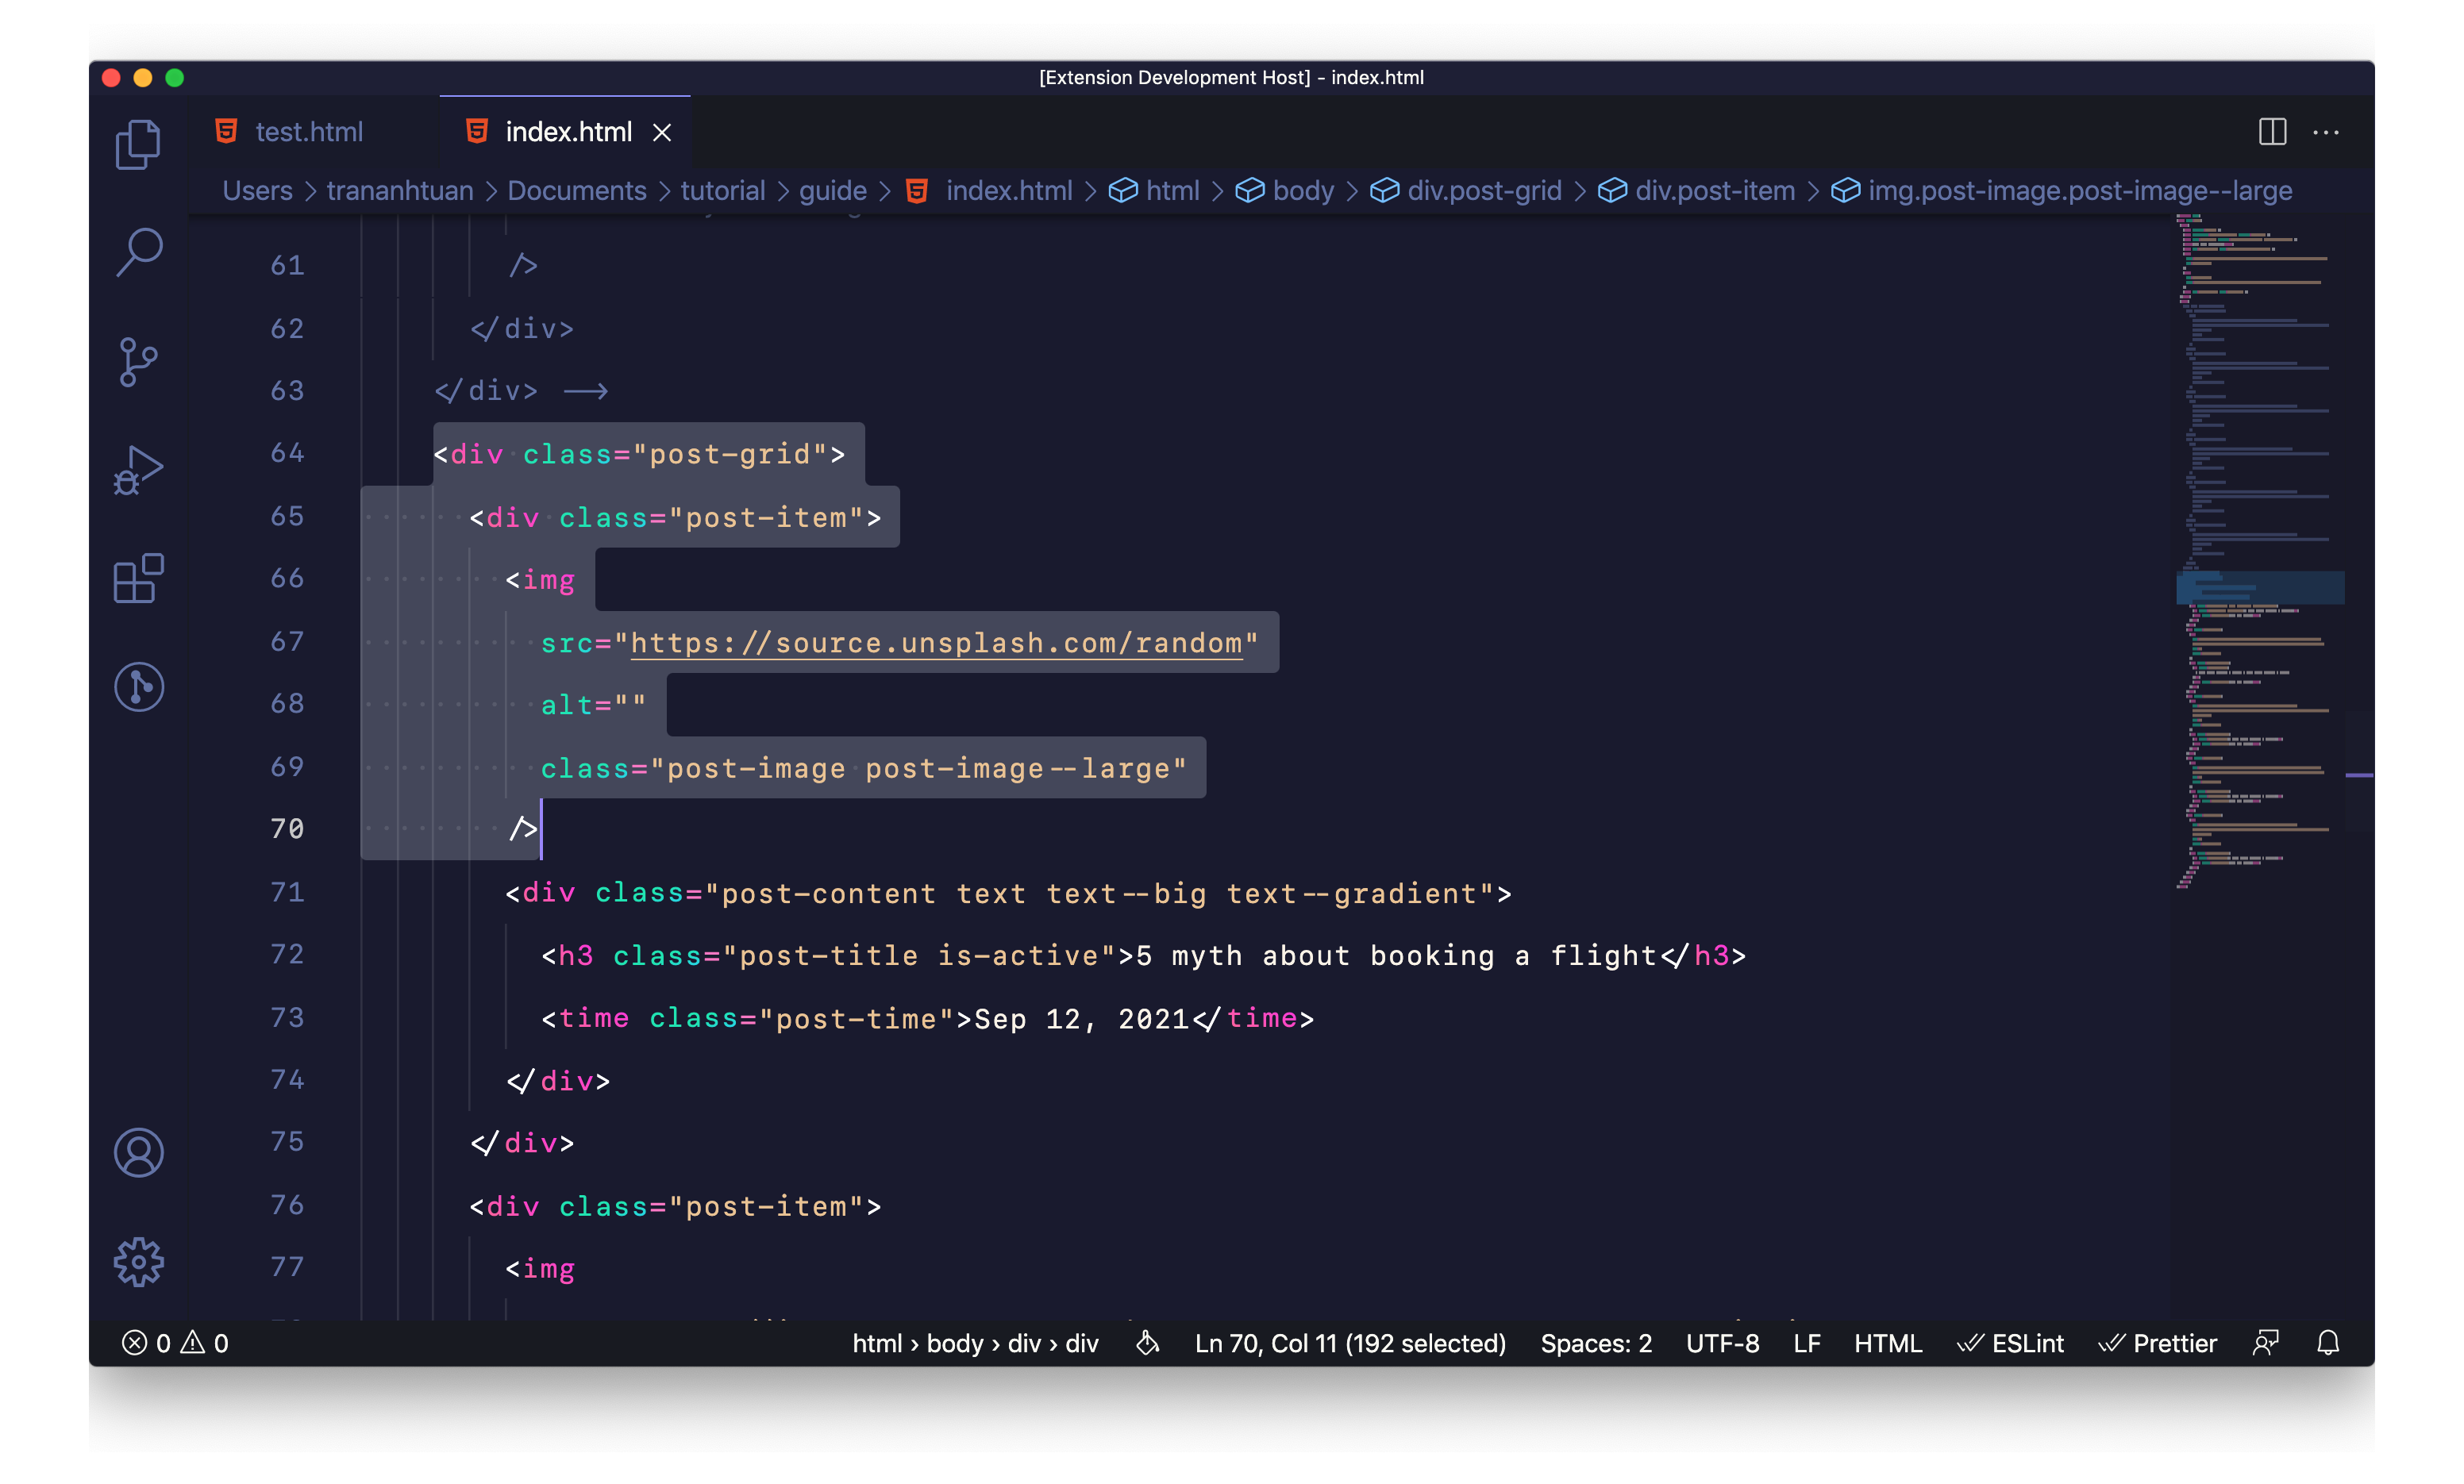 [Extension Development Host] - index.html
test.html index.html
Users > trananhtuan > Documents > tutorial > guide > index.html > html > body > div.post-grid > div.post-item > img.post-image.post-image--large
61 />
62 </div>
63 </div> -->
64 <div class="post-grid">
65 <div class="post-item">
66 <img
67 src="https://source.unsplash.com/random"
68 alt=""
69 class="post-image post-image--large"
70 />
71 <div class="post-content text text--big text--gradient">
72 <h3 class="post-title is-active">5 myth about booking a flight</h3>
73 <time class="post-time">Sep 12, 2021</time>
74 </div>
75 </div>
76 <div class="post-item">
77 <img
0 0 html › body › div › div Ln 70, Col 11 (192 selected) Spaces: 2 UTF-8 LF HTML ESLint Prettier